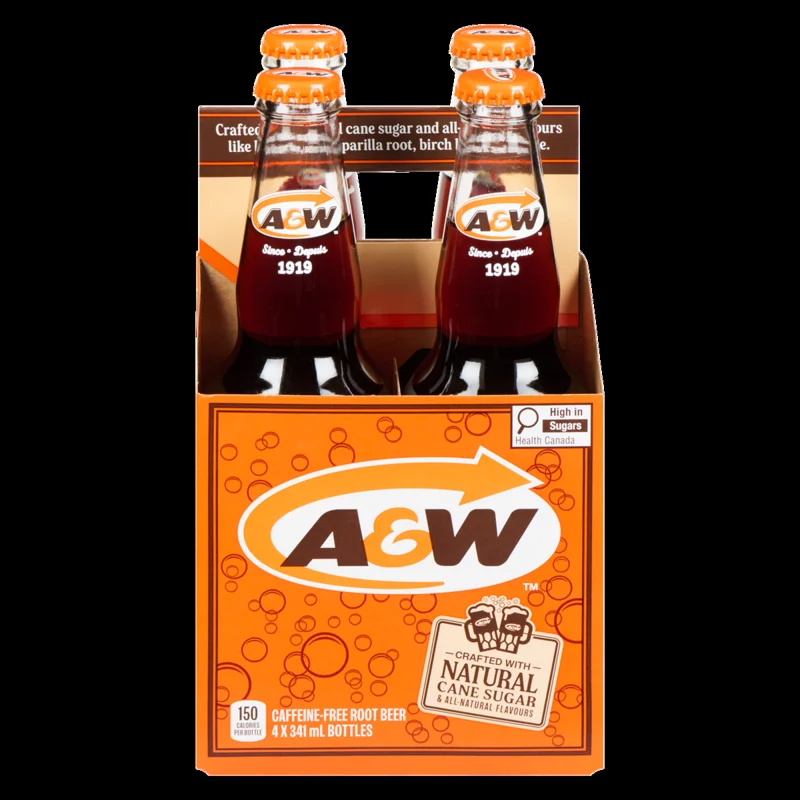 A&W
A&W
Crafted l cane sugar and all- ours
like parilla root, birch e.
A&W
™
Since • Depuis
1919
A&W
™
Since • Depuis
1919
High in
Sugars
Health Canada
A&W
™
CRAFTED WITH
NATURAL
CANE SUGAR
& ALL-NATURAL FLAVOURS
150
CALORIES
PER BOTTLE
CAFFEINE-FREE ROOT BEER
4 X 341 mL BOTTLES